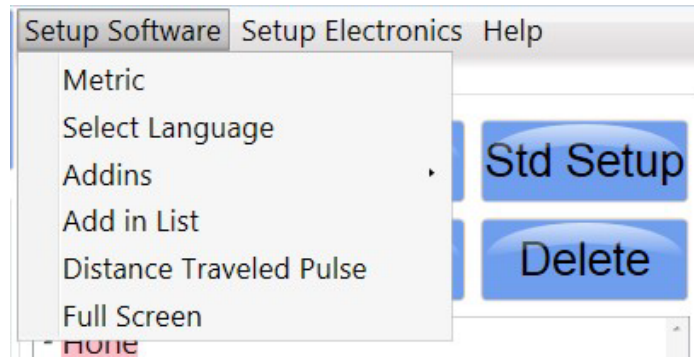 Setup Software Setup Electronics Help
Metric
Select Language
Std Setup
Addins
Add in List
Delete
Distance Traveled Pulse
Full Screen
- Home